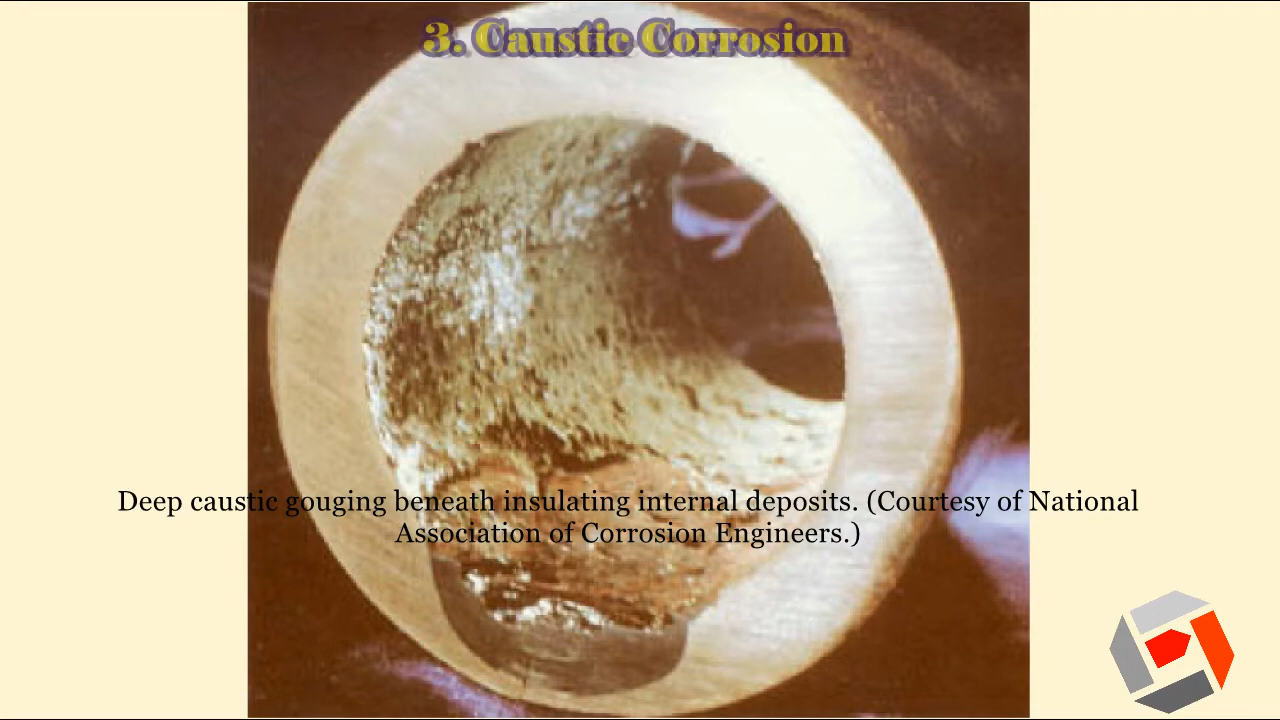 3. Caustic Corrosion
Deep caustic gouging beneath insulating internal deposits. (Courtesy of National
Association of Corrosion Engineers.)